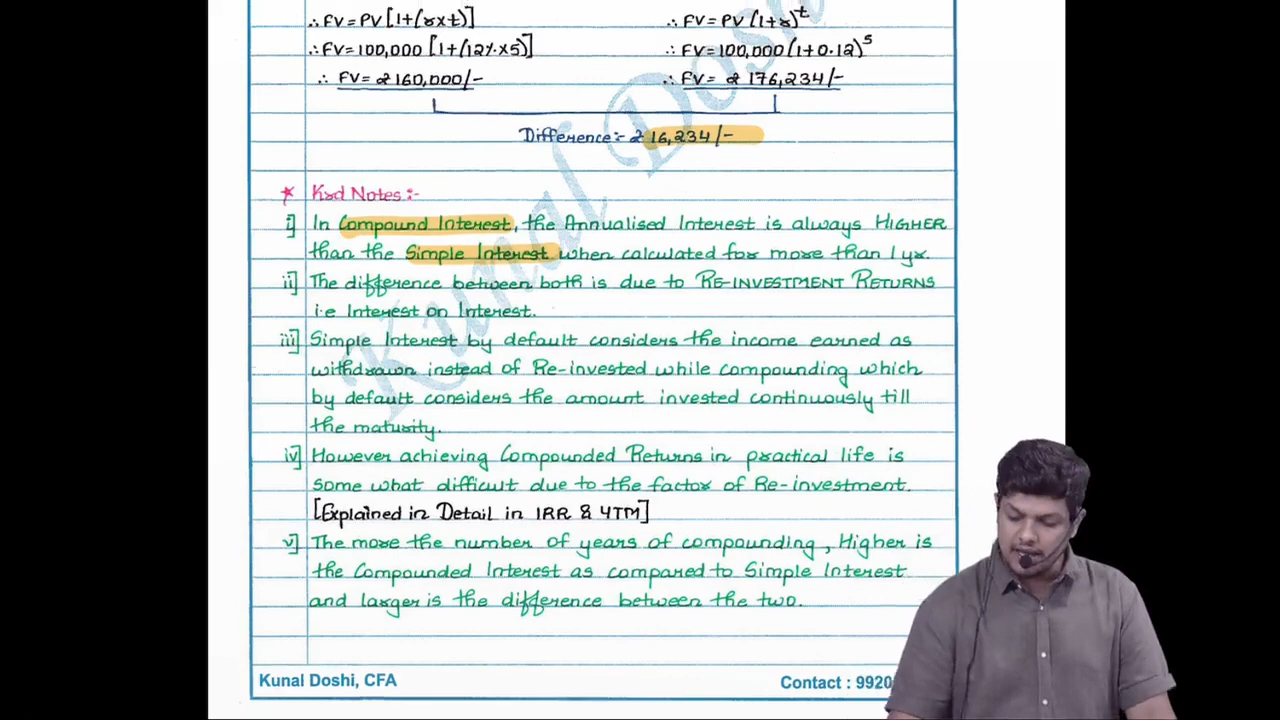 ∴ FV = PV [1+(r×t)]
∴ FV = PV (1+r)^t
∴ FV = 100,000 [1+(12%×5)]
∴ FV = 100,000 (1+0.12)^5
∴ FV = ₹ 160,000/-
∴ FV = ₹ 176,234/-
Difference:- ₹ 16,234/-
* Ksd Notes:-
i] In Compound Interest, the Annualised Interest is always HIGHER
than the Simple Interest when calculated for more than 1 yr.
ii] The difference between both is due to RE-INVESTMENT RETURNS
i.e Interest on Interest.
iii] Simple Interest by default considers the income earned as
withdrawn instead of Re-invested while compounding which
by default considers the amount invested continuously till
the maturity.
iv] However achieving Compounded Returns in practical life is
some what difficult due to the factor of Re-investment.
[Explained in Detail in IRR & YTM]
v] The more the number of years of compounding, Higher is
the Compounded Interest as compared to Simple Interest
and larger is the difference between the two.
Kunal Dosh
Kunal Doshi, CFA
Contact : 9920